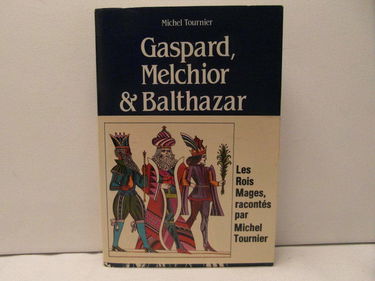 Michel Tournier
Gaspard,
Melchior
& Balthazar
Les
Rois
Mages,
racontés
par
Michel
Tournier